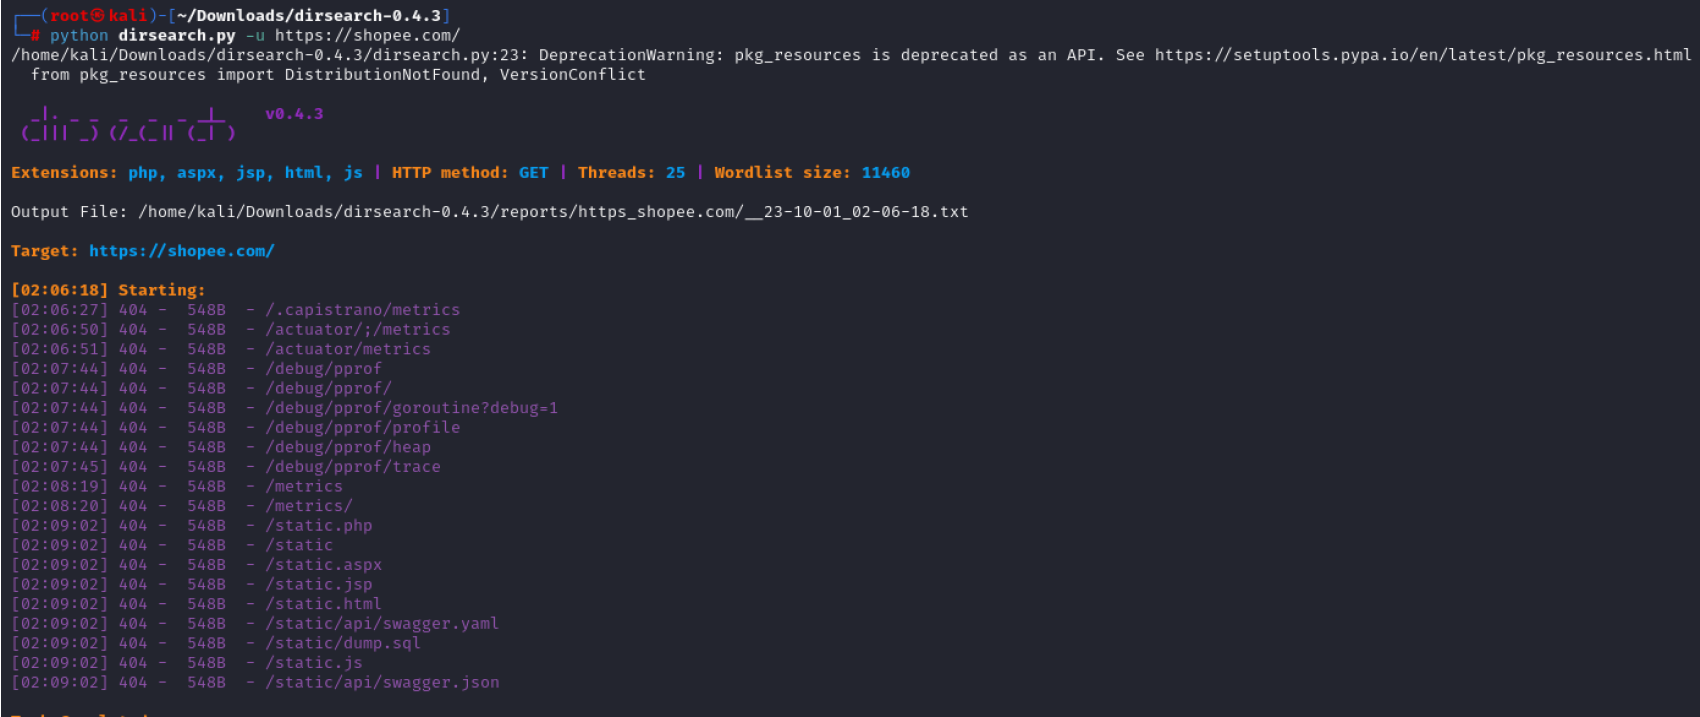 (root㉿kali)-[~/Downloads/dirsearch-0.4.3]
# python dirsearch.py -u https://shopee.com/
/home/kali/Downloads/dirsearch-0.4.3/dirsearch.py:23: DeprecationWarning: pkg_resources is deprecated as an API. See https://setuptools.pypa.io/en/latest/pkg_resources.html
from pkg_resources import DistributionNotFound, VersionConflict
v0.4.3
Extensions: php, aspx, jsp, html, js | HTTP method: GET | Threads: 25 | Wordlist size: 11460
Output File: /home/kali/Downloads/dirsearch-0.4.3/reports/https_shopee.com/__23-10-01_02-06-18.txt
Target: https://shopee.com/
[02:06:18] Starting:
[02:06:27] 404 -  548B  - /.capistrano/metrics
[02:06:50] 404 -  548B  - /actuator/;/metrics
[02:06:51] 404 -  548B  - /actuator/metrics
[02:07:44] 404 -  548B  - /debug/pprof
[02:07:44] 404 -  548B  - /debug/pprof/
[02:07:44] 404 -  548B  - /debug/pprof/goroutine?debug=1
[02:07:44] 404 -  548B  - /debug/pprof/profile
[02:07:44] 404 -  548B  - /debug/pprof/heap
[02:07:45] 404 -  548B  - /debug/pprof/trace
[02:08:19] 404 -  548B  - /metrics
[02:08:20] 404 -  548B  - /metrics/
[02:09:02] 404 -  548B  - /static.php
[02:09:02] 404 -  548B  - /static
[02:09:02] 404 -  548B  - /static.aspx
[02:09:02] 404 -  548B  - /static.jsp
[02:09:02] 404 -  548B  - /static.html
[02:09:02] 404 -  548B  - /static/api/swagger.yaml
[02:09:02] 404 -  548B  - /static/dump.sql
[02:09:02] 404 -  548B  - /static.js
[02:09:02] 404 -  548B  - /static/api/swagger.json